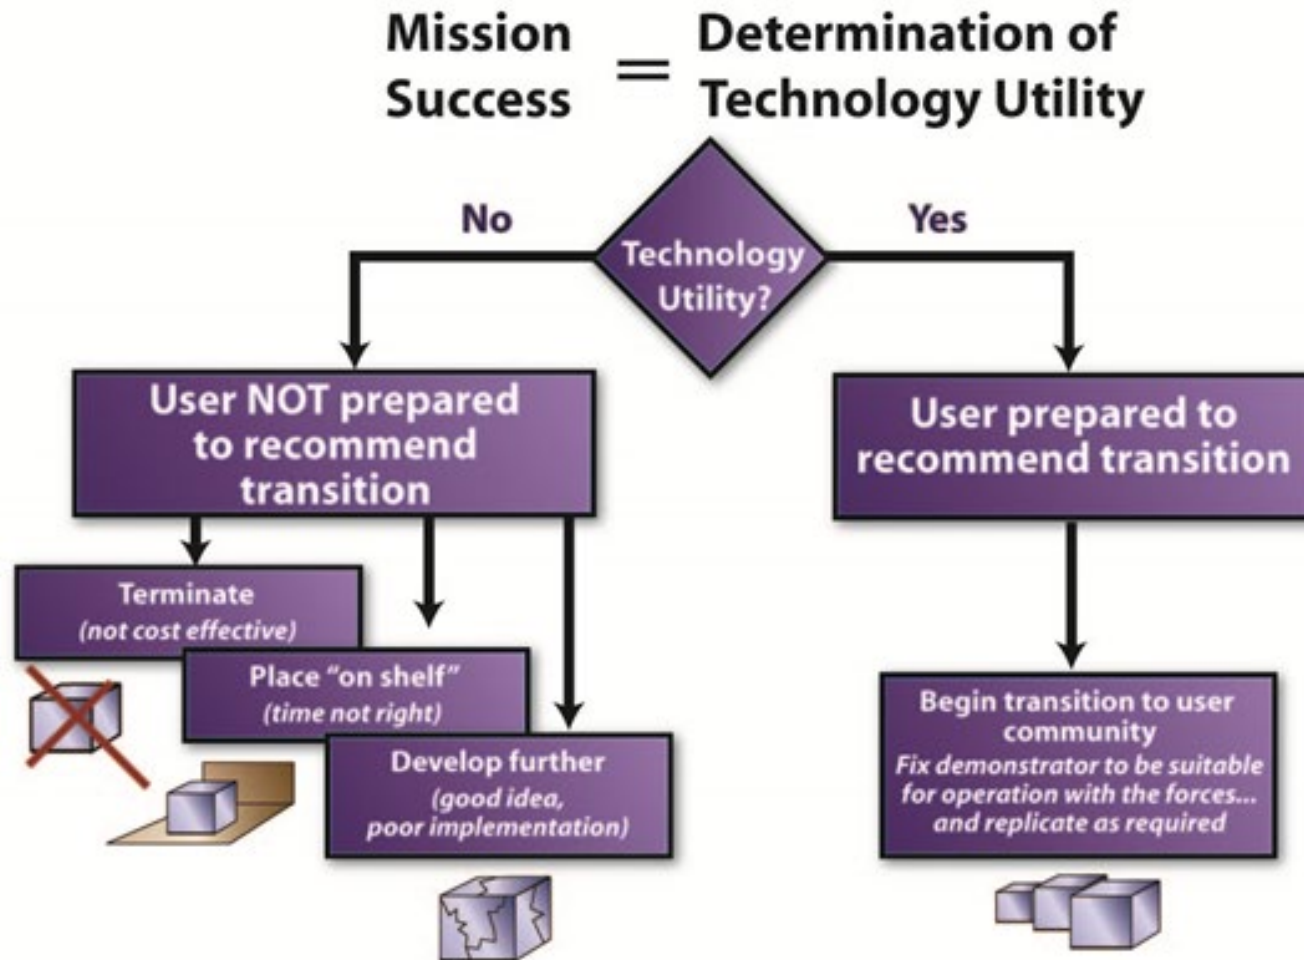 Mission
Success
=
Determination of
Technology Utility
No
Yes
Technology
Utility?
User NOT prepared
to recommend
transition
User prepared to
recommend transition
Terminate
(not cost effective)
Place “on shelf”
(time not right)
Develop further
(good idea,
poor implementation)
Begin transition to user
community
Fix demonstrator to be suitable
for operation with the forces...
and replicate as required